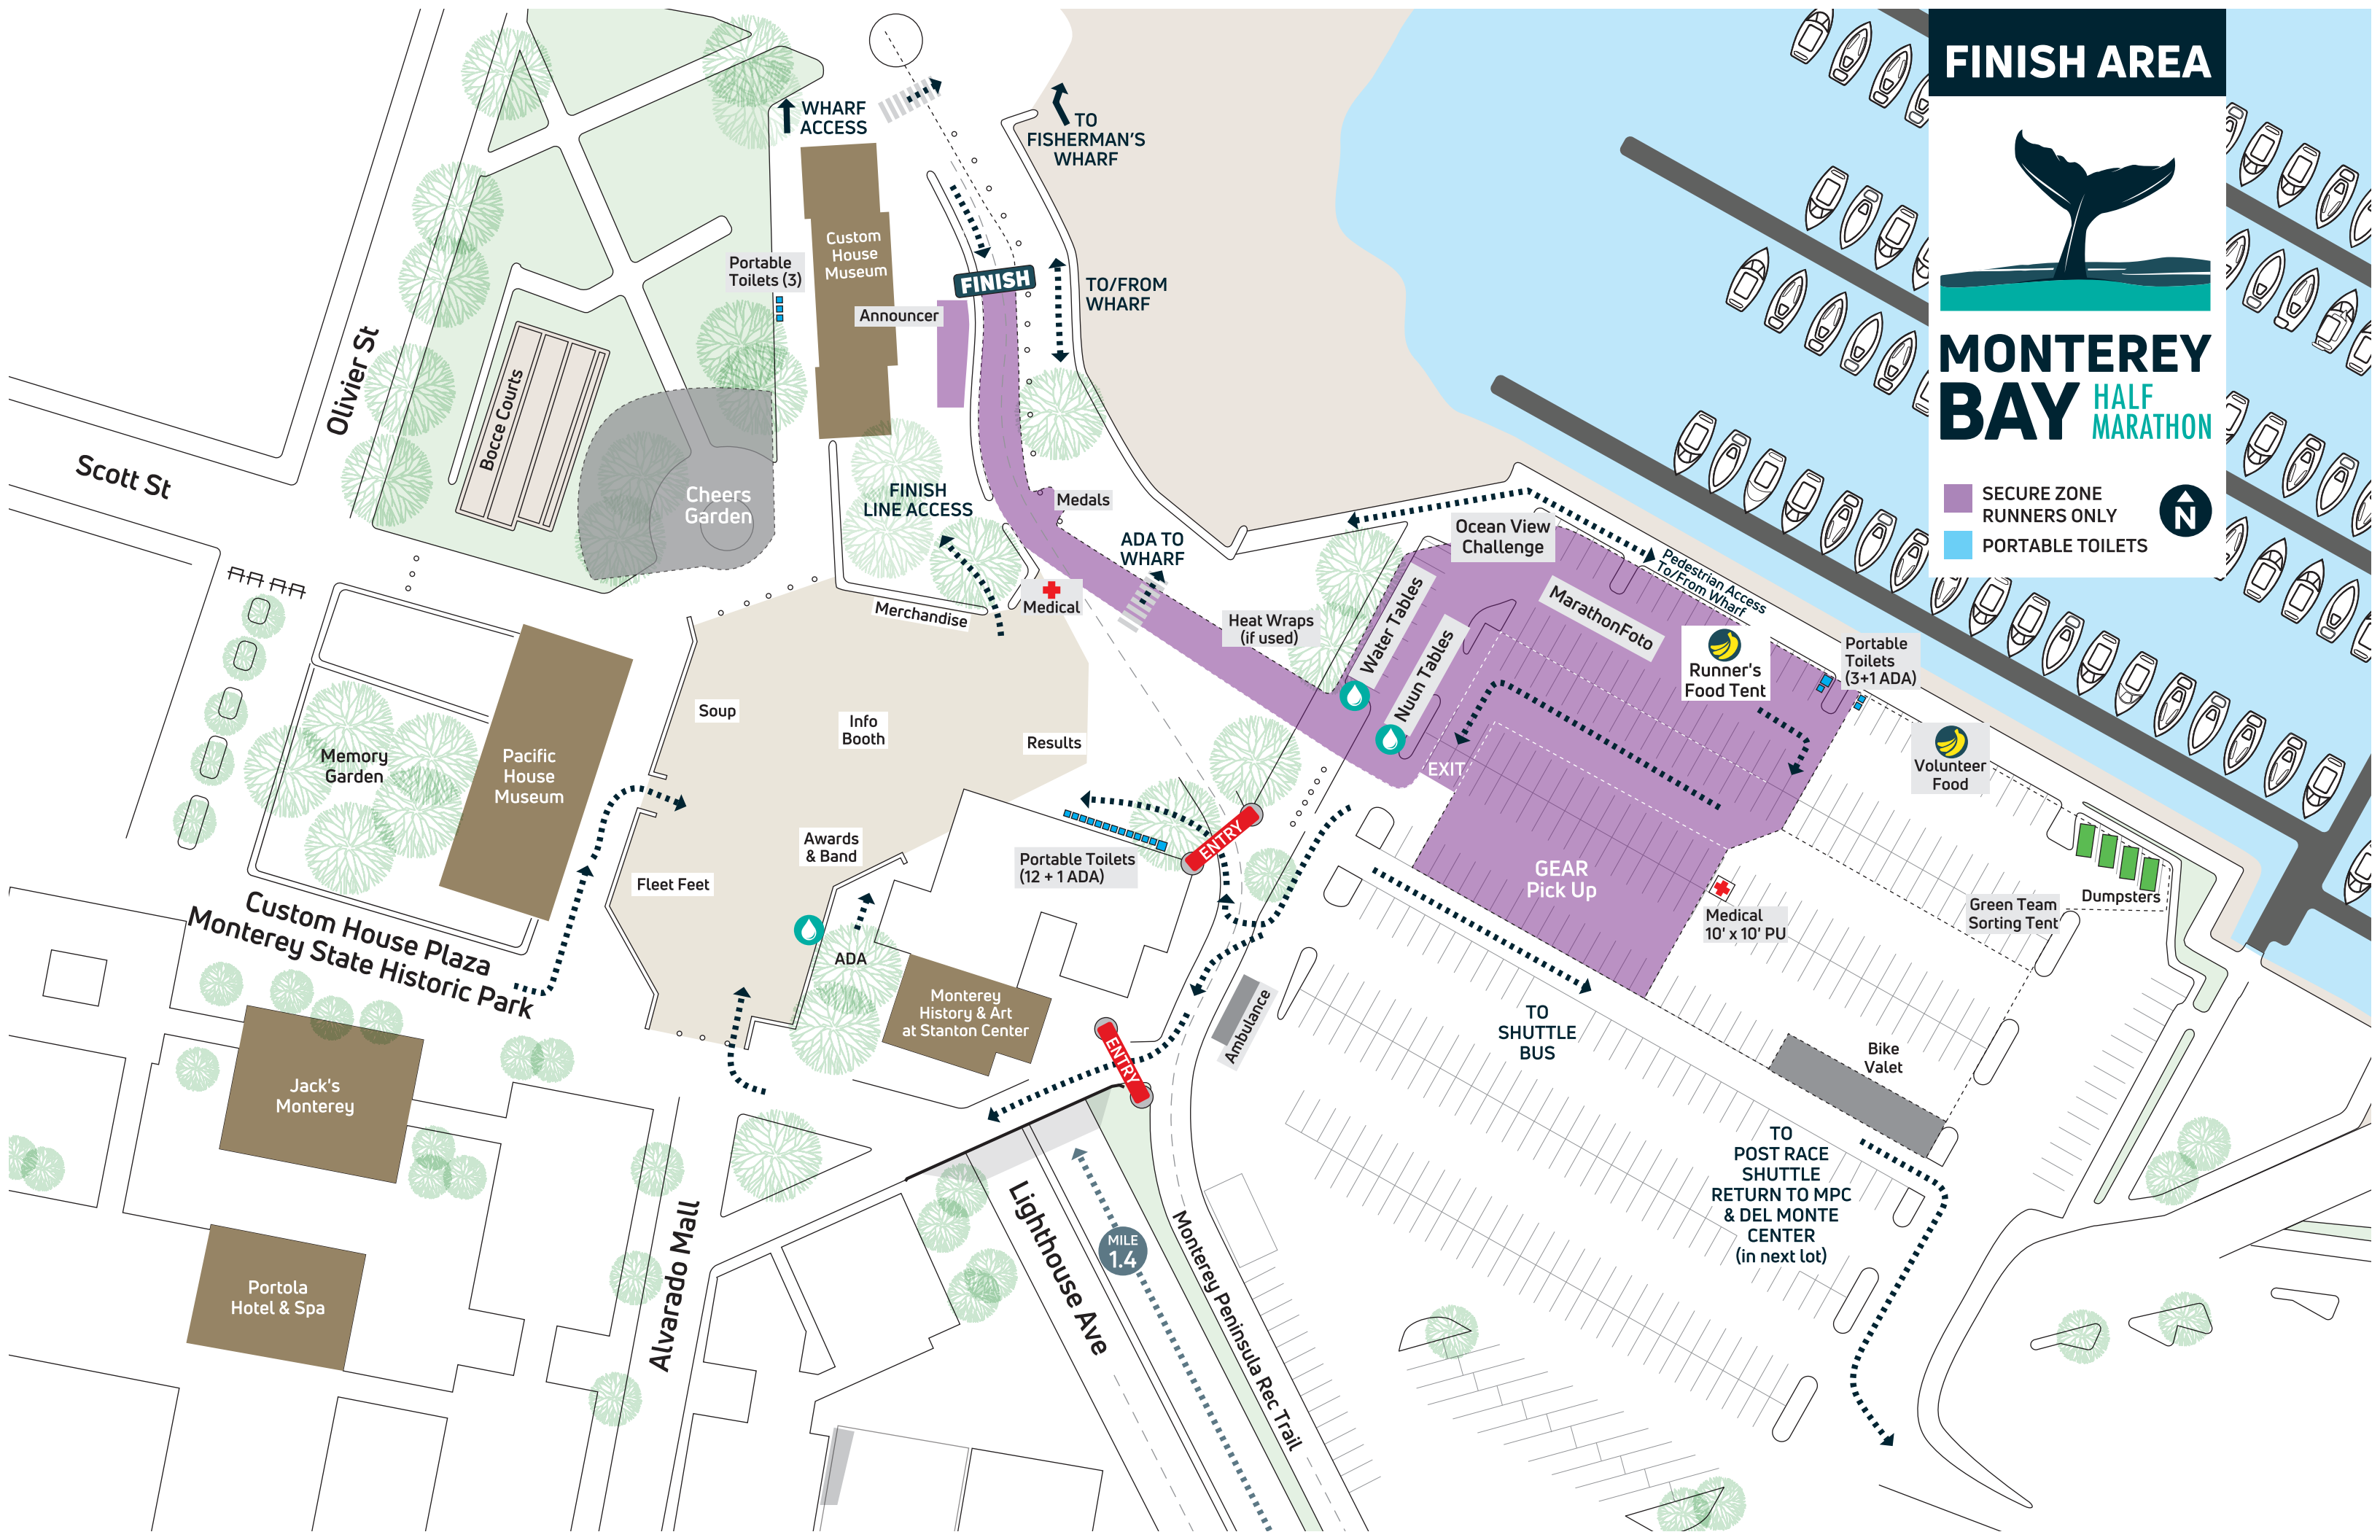 FINISH AREA
MONTEREY
BAY
HALF
MARATHON
SECURE ZONE
RUNNERS ONLY
PORTABLE TOILETS
N
WHARF
ACCESS
TO
FISHERMAN'S
WHARF
Custom
House
Museum
Portable
Toilets (3)
FINISH
TO/FROM
WHARF
Announcer
Olivier St
Bocce Courts
Scott St
Cheers
Garden
FINISH
LINE ACCESS
Medals
ADA TO
WHARF
Ocean View
Challenge
Pedestrian Access
To/From Wharf
Medical
Merchandise
Heat Wraps
(if used)
Water Tables
Nuun Tables
MarathonFoto
Runner's
Food Tent
Portable
Toilets
(3+1 ADA)
Volunteer
Food
Soup
Info
Booth
Results
Memory
Garden
Pacific
House
Museum
EXIT
ENTRY
Awards
& Band
Portable Toilets
(12 + 1 ADA)
Fleet Feet
GEAR
Pick Up
Medical
10' x 10' PU
Green Team
Sorting Tent
Dumpsters
Custom House Plaza
Monterey State Historic Park
ADA
Monterey
History & Art
at Stanton Center
ENTRY
Ambulance
TO
SHUTTLE
BUS
Bike
Valet
Jack's
Monterey
TO
POST RACE
SHUTTLE
RETURN TO MPC
& DEL MONTE
CENTER
(in next lot)
Portola
Hotel & Spa
Alvarado Mall
Lighthouse Ave
MILE
1.4
Monterey Peninsula Rec Trail